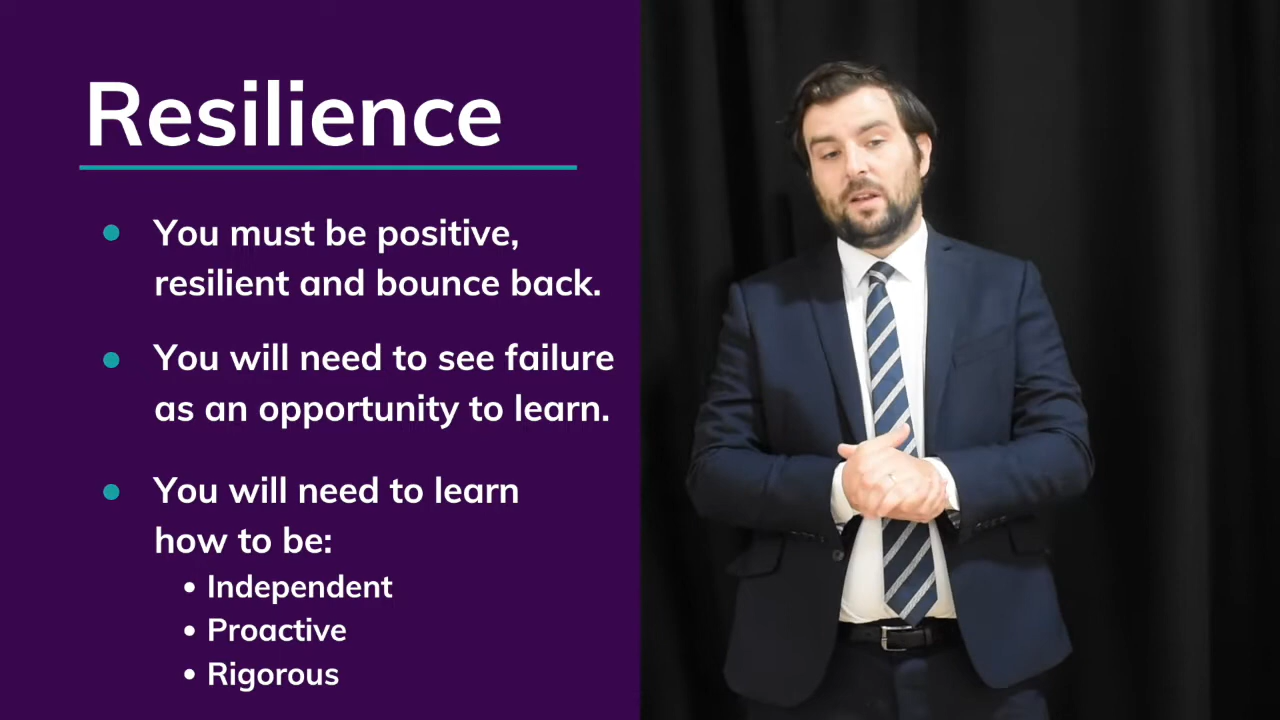 Resilience
You must be positive,
resilient and bounce back.
You will need to see failure
as an opportunity to learn.
You will need to learn
how to be:
Independent
Proactive
Rigorous